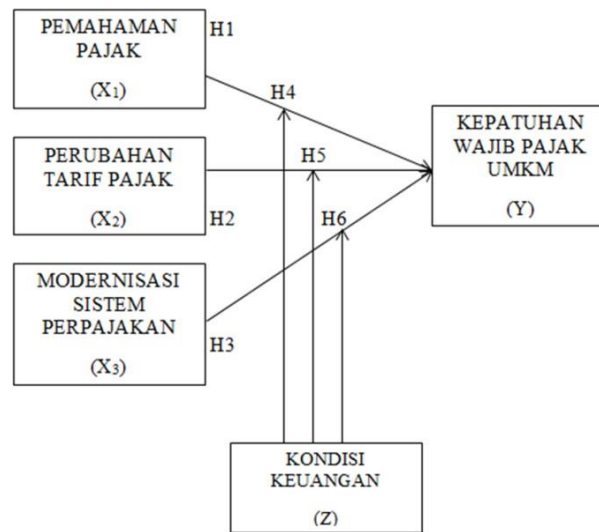 PEMAHAMAN
PAJAK
(X₁)
H1
H4
PERUBAHAN
TARIF PAJAK
(X₂)
H5
H2
H6
MODERNISASI
SISTEM
PERPAJAKAN
(X₃)
H3
KEPATUHAN
WAJIB PAJAK
UMKM
(Y)
KONDISI
KEUANGAN
(Z)